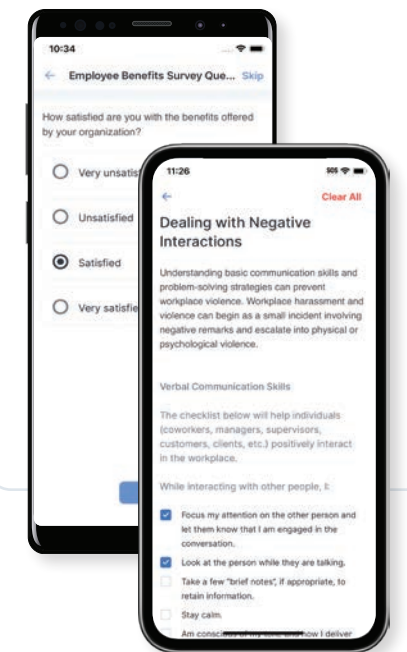 10:34
← Employee Benefits Survey Que... Skip
How satisfied are you with the benefits offered
by your organization?
Very unsatis
Unsatisfied
Satisfied
Very satisfie
11:26
SOS
← Clear All
Dealing with Negative
Interactions
Understanding basic communication skills and
problem-solving strategies can prevent
workplace violence. Workplace harassment and
violence can begin as a small incident involving
negative remarks and escalate into physical or
psychological violence.
Verbal Communication Skills
The checklist below will help individuals
(coworkers, managers, supervisors,
customers, clients, etc.) positively interact
in the workplace.
While interacting with other people, I:
Focus my attention on the other person and
let them know that I am engaged in the
conversation.
Look at the person while they are talking.
Take a few "brief notes", if appropriate, to
retain information.
Stay calm.
Am how I deliver